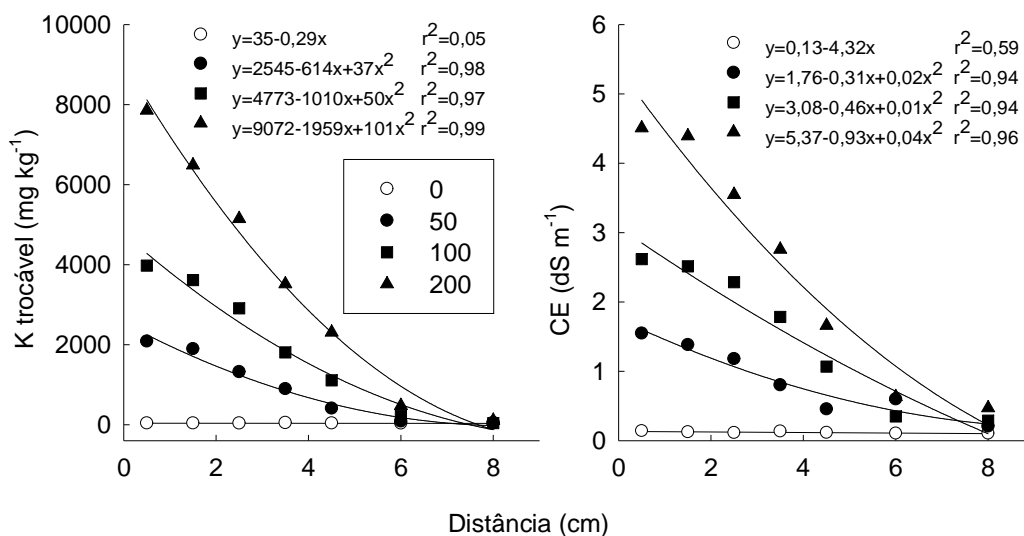 10000
8000
6000
4000
2000
0
K trocável (mg kg⁻¹)
y=35-0,29x r²=0,05
y=2545-614x+37x² r²=0,98
y=4773-1010x+50x² r²=0,97
y=9072-1959x+101x² r²=0,99
0
50
100
200
0 2 4 6 8
6
5
4
3
2
1
0
CE (dS m⁻¹)
y=0,13-4,32x r²=0,59
y=1,76-0,31x+0,02x² r²=0,94
y=3,08-0,46x+0,01x² r²=0,94
y=5,37-0,93x+0,04x² r²=0,96
0 2 4 6 8
Distância (cm)